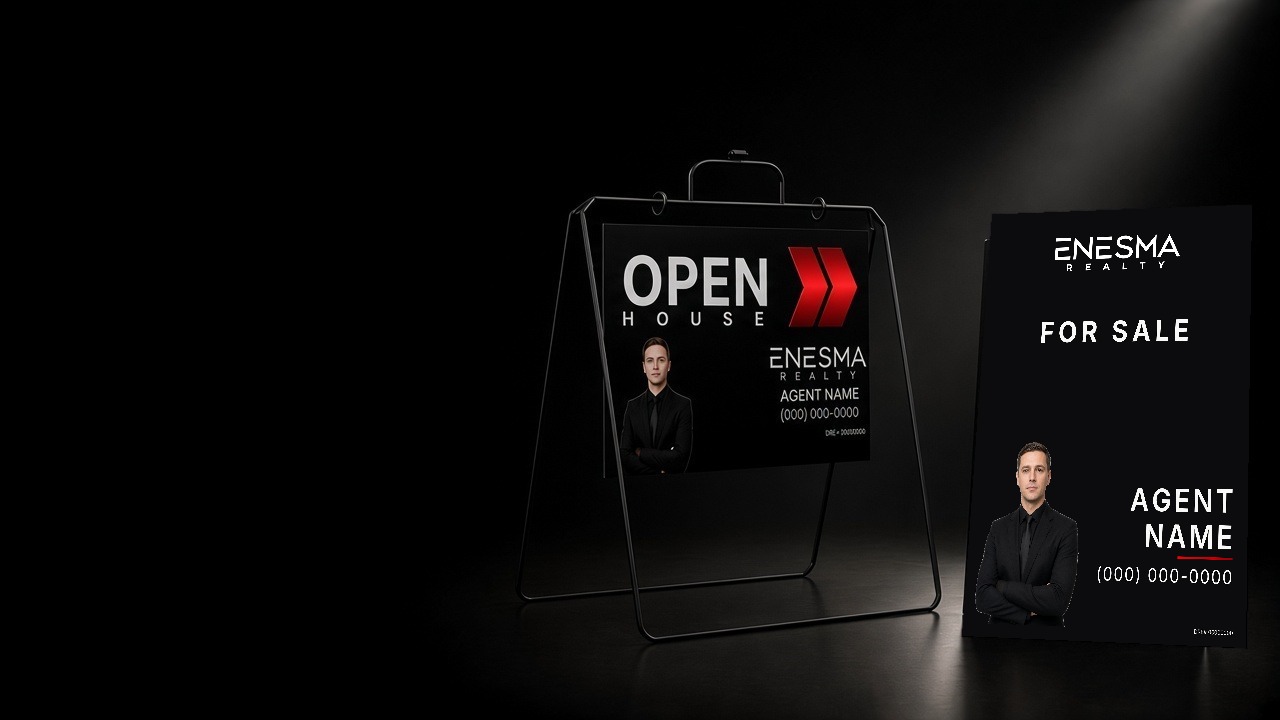 OPEN
HOUSE
ENESMA
REALTY
AGENT NAME
(000) 000-0000
ENESMA
REALTY
FOR SALE
AGENT
NAME
(000) 000-0000